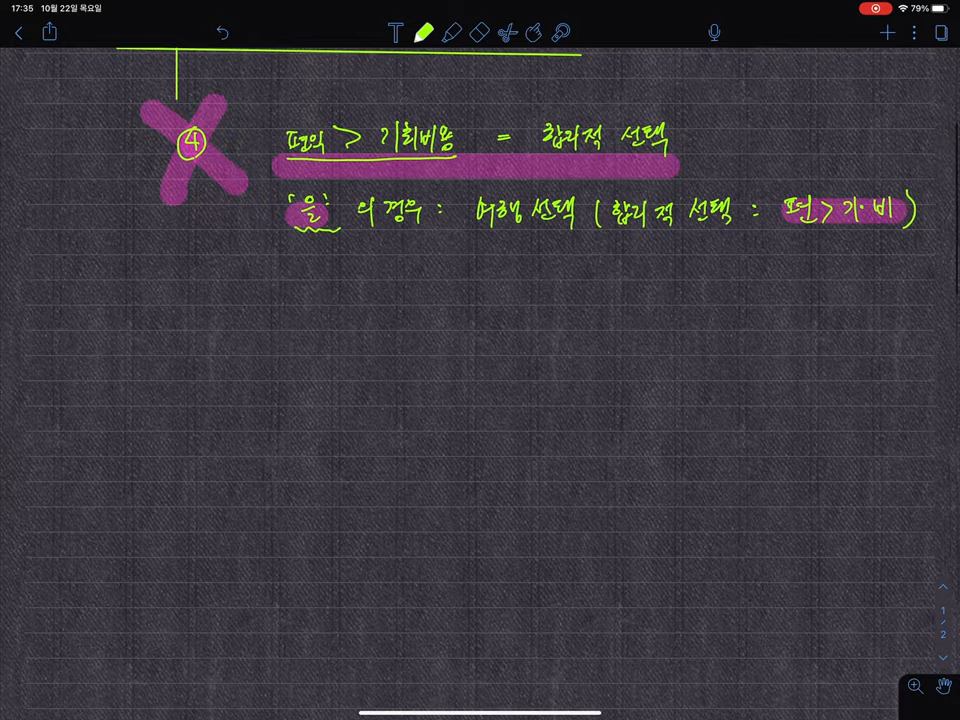 17:35 10월 22일 목요일
79%
④ 편익 > 기회비용 = 합리적 선택
'을' 의 경우 : 여행 선택 ( 합리적 선택 : 편 > 기·비 )
1
/
2